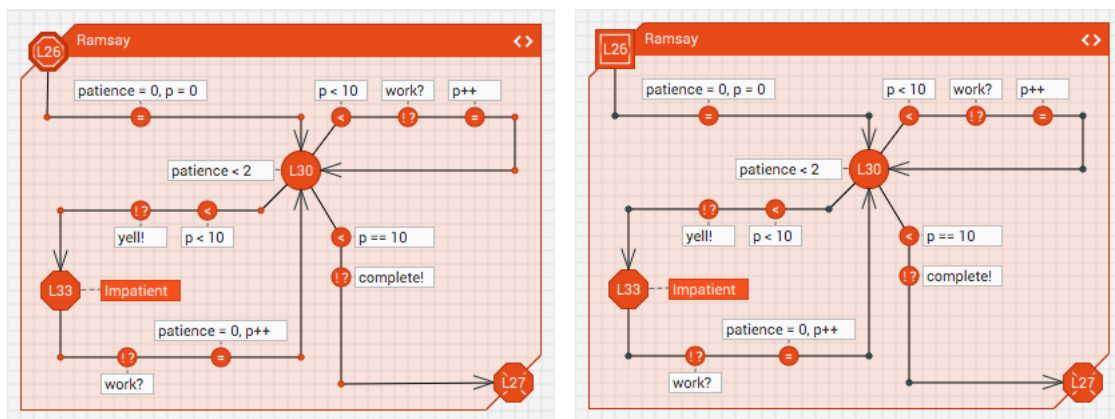 L26
Ramsay
< >
patience = 0, p = 0
p < 10
work?
p++
=
<
! ?
=
patience < 2
L30
! ?
<
yell!
p < 10
<
p == 10
! ?
complete!
L33
Impatient
patience = 0, p++
! ?
=
work?
L27
L26
Ramsay
< >
patience = 0, p = 0
p < 10
work?
p++
=
<
! ?
=
patience < 2
L30
! ?
<
yell!
p < 10
<
p == 10
! ?
complete!
L33
Impatient
patience = 0, p++
! ?
=
work?
L27